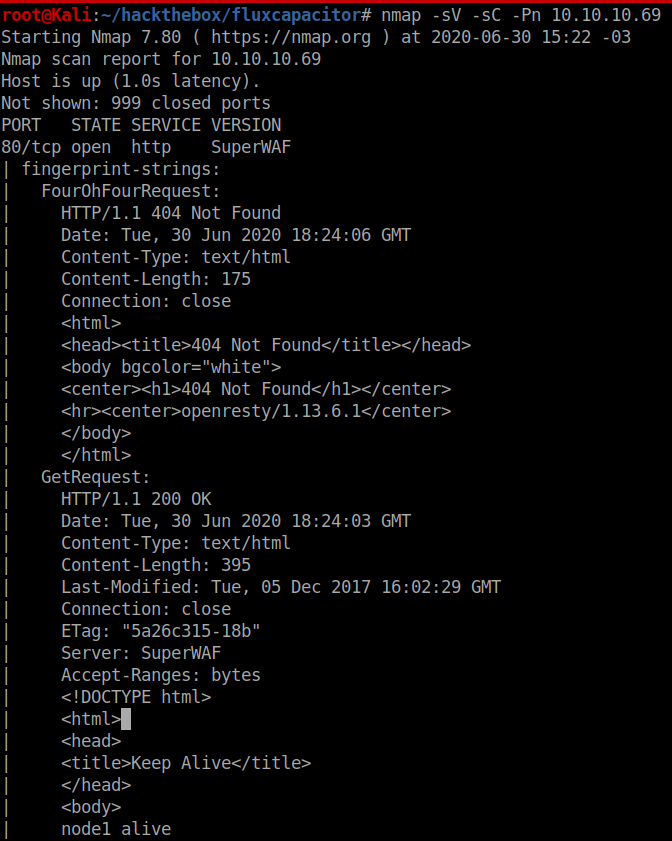 root@Kali:~/hackthebox/fluxcapacitor# nmap -sV -sC -Pn 10.10.10.69
Starting Nmap 7.80 ( https://nmap.org ) at 2020-06-30 15:22 -03
Nmap scan report for 10.10.10.69
Host is up (1.0s latency).
Not shown: 999 closed ports
PORT   STATE SERVICE VERSION
80/tcp open  http    SuperWAF
| fingerprint-strings:
|   FourOhFourRequest:
|     HTTP/1.1 404 Not Found
|     Date: Tue, 30 Jun 2020 18:24:06 GMT
|     Content-Type: text/html
|     Content-Length: 175
|     Connection: close
|     <html>
|     <head><title>404 Not Found</title></head>
|     <body bgcolor="white">
|     <center><h1>404 Not Found</h1></center>
|     <hr><center>openresty/1.13.6.1</center>
|     </body>
|     </html>
|   GetRequest:
|     HTTP/1.1 200 OK
|     Date: Tue, 30 Jun 2020 18:24:03 GMT
|     Content-Type: text/html
|     Content-Length: 395
|     Last-Modified: Tue, 05 Dec 2017 16:02:29 GMT
|     Connection: close
|     ETag: "5a26c315-18b"
|     Server: SuperWAF
|     Accept-Ranges: bytes
|     <!DOCTYPE html>
|     <html>
|     <head>
|     <title>Keep Alive</title>
|     </head>
|     <body>
|     node1 alive